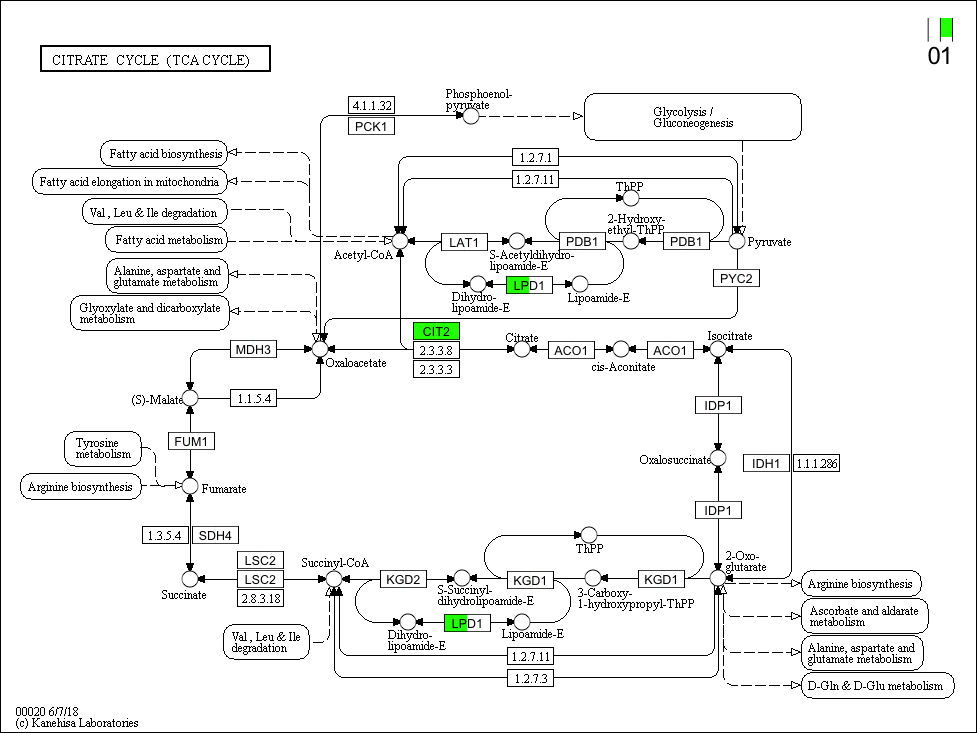 01
CITRATE CYCLE (TCA CYCLE)
4.1.1.32
PCK1
Phosphoenol-
pyruvate
Glycolysis /
Gluconeogenesis
Fatty acid biosynthesis
Fatty acid elongation in mitochondria
Val , Leu & Ile degradation
Fatty acid metabolism
Alanine, aspartate and
glutamate metabolism
Glyoxylate and dicarboxylate
metabolism
1.2.7.1
1.2.7.11
ThPP
2-Hydroxy-
ethyl-ThPP
Acetyl-CoA
LAT1
S-Acetyldihydro-
lipoamide-E
PDB1
PDB1
Pyruvate
Dihydro-
lipoamide-E
LPD1
Lipoamide-E
PYC2
MDH3
Oxaloacetate
CIT2
2.3.3.8
2.3.3.3
Citrate
ACO1
cis-Aconitate
ACO1
Isocitrate
(S)-Malate
1.1.5.4
IDP1
FUM1
Tyrosine
metabolism
Oxalosuccinate
IDH1
1.1.1.286
Arginine biosynthesis
Fumarate
IDP1
1.3.5.4
SDH4
ThPP
2-Oxo-
glutarate
LSC2
LSC2
2.8.3.18
Succinate
Succinyl-CoA
KGD2
S-Succinyl-
dihydrolipoamide-E
KGD1
3-Carboxy-
1-hydroxypropyl-ThPP
KGD1
Arginine biosynthesis
Ascorbate and aldarate
metabolism
Dihydro-
lipoamide-E
LPD1
Lipoamide-E
Val , Leu & Ile
degradation
1.2.7.11
1.2.7.3
Alanine, aspartate and
glutamate metabolism
D-Gln & D-Glu metabolism
00020 6/7/18
(c) Kanehisa Laboratories